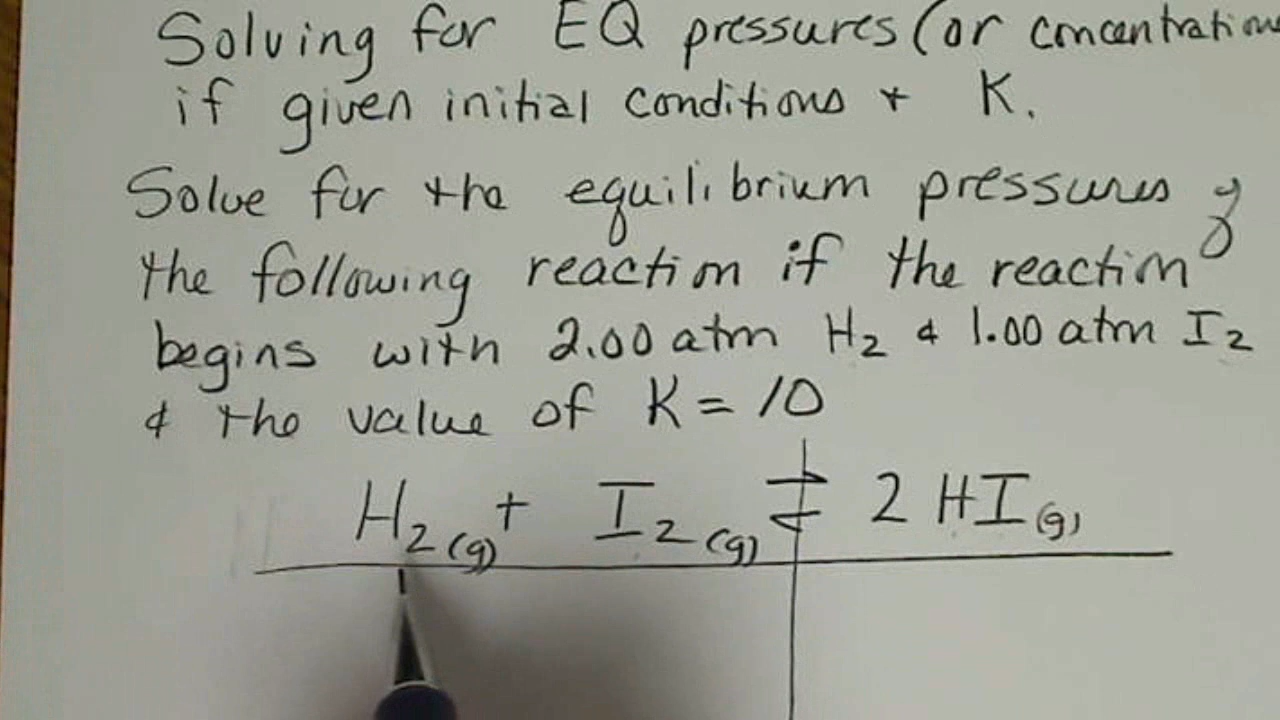 Solving for EQ pressures (or concentrations
if given initial conditions + K.
Solve for the equilibrium pressures of
the following reaction if the reaction
begins with 2.00 atm H2 & 1.00 atm I2
& the value of K = 10
H2(g) + I2(g) ⇌ 2 HI(g)